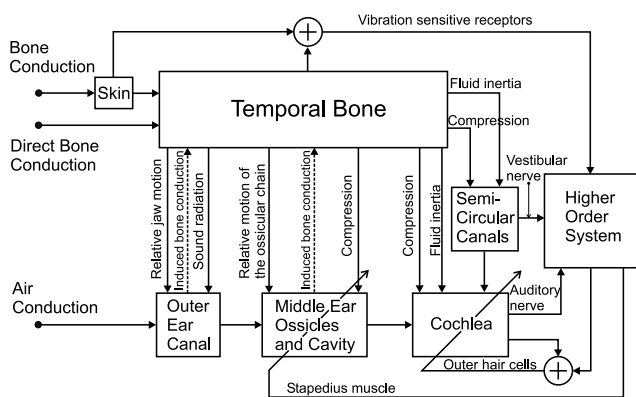 Vibration sensitive receptors
Bone
Conduction
Skin
Temporal Bone
Fluid inertia
Compression
Direct Bone
Conduction
Vestibular
nerve
Relative jaw motion
Induced bone conduction
Sound radiation
Relative motion of
the ossicular chain
Induced bone conduction
Compression
Compression
Fluid inertia
Semi-
Circular
Canals
Higher
Order
System
Air
Conduction
Outer
Ear
Canal
Middle Ear
Ossicles
and Cavity
Cochlea
Auditory
nerve
Outer hair cells
Stapedius muscle